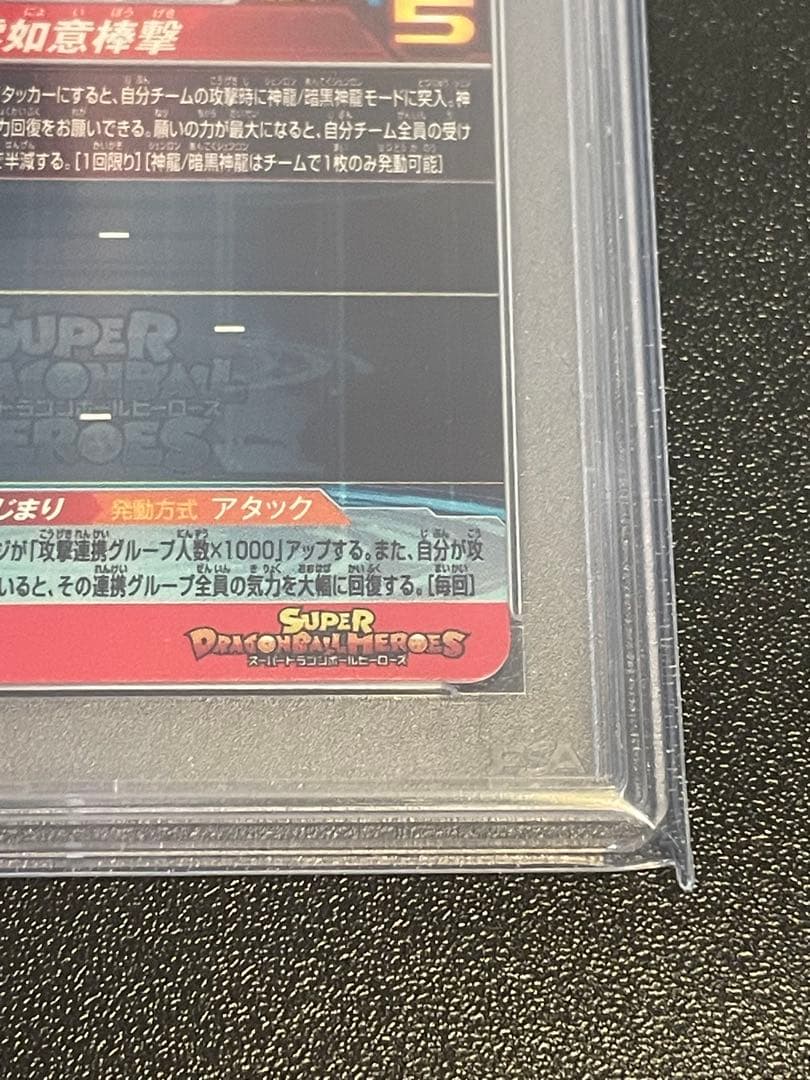 5
にょ い ぼう げき
如意棒撃
タッカーにすると、自分チームの攻撃時に神龍/暗黒神龍モードに突入。神
力回復をお願いできる。願いの力が最大になると、自分チーム全員の受け
で半減する。[1回限り][神龍/暗黒神龍はチームで1枚のみ発動可能]
ー
SUPER
ー
DRAGONBALL
ドラゴンボールヒーローズ
ー
HEROES
じまり 発動方式 アタック
ジが「攻撃連携グループ人数×1000」アップする。また、自分が攻
いると、その連携グループ全員の気力を大幅に回復する。[毎回]
SUPER
DRAGONBALL HEROES
スーパードラゴンボールヒーローズ
PSA